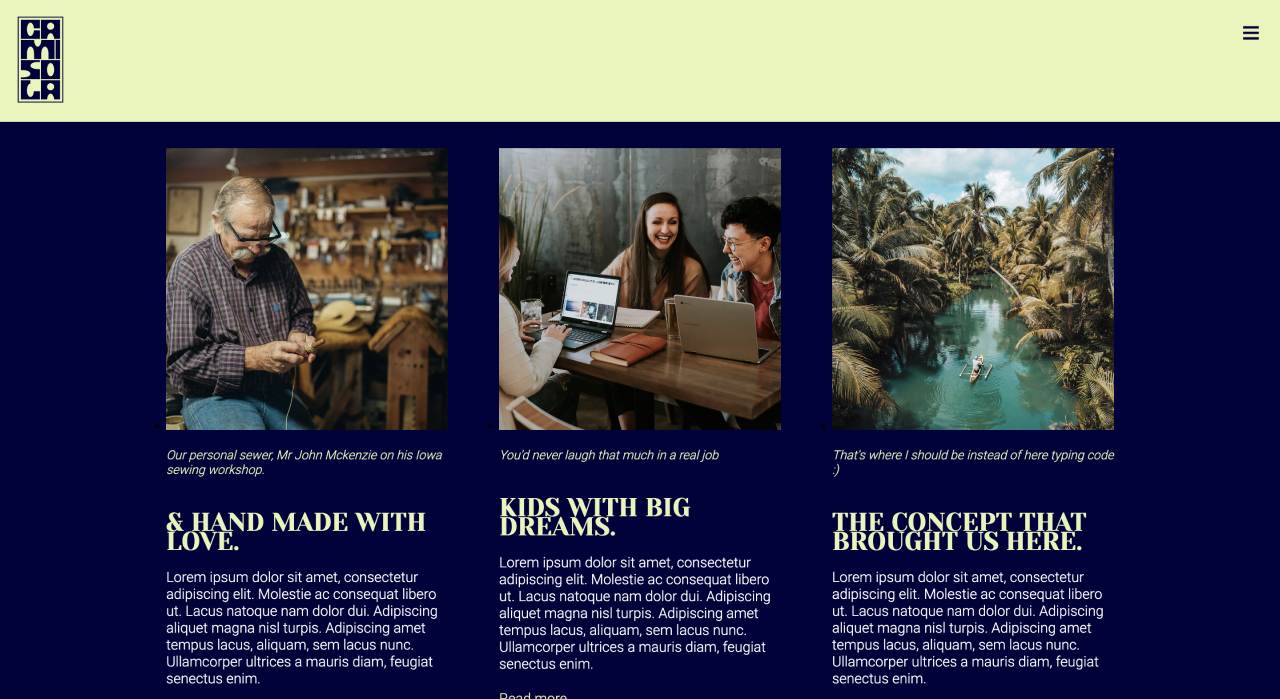 CA
MI
SO
LA
Our personal sewer, Mr John Mckenzie on his Iowa
sewing workshop.
& HAND MADE WITH
LOVE.
Lorem ipsum dolor sit amet, consectetur
adipiscing elit. Molestie ac consequat libero
ut. Lacus natoque nam dolor dui. Adipiscing
aliquet magna nisl turpis. Adipiscing amet
tempus lacus, aliquam, sem lacus nunc.
Ullamcorper ultrices a mauris diam, feugiat
senectus enim.
You'd never laugh that much in a real job
KIDS WITH BIG
DREAMS.
Lorem ipsum dolor sit amet, consectetur
adipiscing elit. Molestie ac consequat libero
ut. Lacus natoque nam dolor dui. Adipiscing
aliquet magna nisl turpis. Adipiscing amet
tempus lacus, aliquam, sem lacus nunc.
Ullamcorper ultrices a mauris diam, feugiat
senectus enim.
Read more
That's where I should be instead of here typing code
:)
THE CONCEPT THAT
BROUGHT US HERE.
Lorem ipsum dolor sit amet, consectetur
adipiscing elit. Molestie ac consequat libero
ut. Lacus natoque nam dolor dui. Adipiscing
aliquet magna nisl turpis. Adipiscing amet
tempus lacus, aliquam, sem lacus nunc.
Ullamcorper ultrices a mauris diam, feugiat
senectus enim.